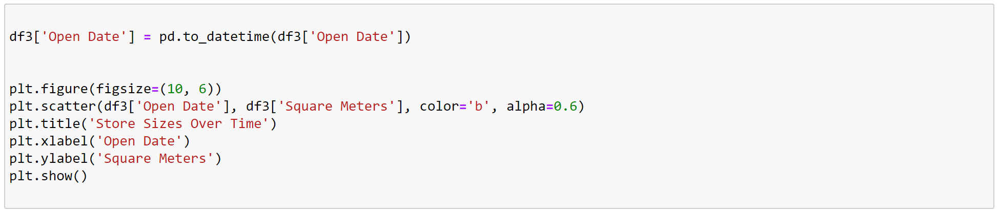 df3['Open Date'] = pd.to_datetime(df3['Open Date'])
plt.figure(figsize=(10, 6))
plt.scatter(df3['Open Date'], df3['Square Meters'], color='b', alpha=0.6)
plt.title('Store Sizes Over Time')
plt.xlabel('Open Date')
plt.ylabel('Square Meters')
plt.show()